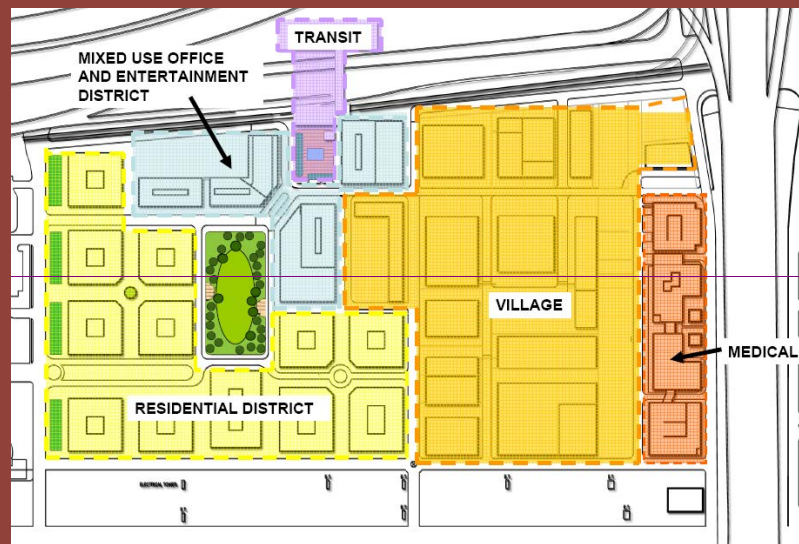 TRANSIT
MIXED USE OFFICE
AND ENTERTAINMENT
DISTRICT
VILLAGE
MEDICAL
RESIDENTIAL DISTRICT
ELECTRICAL TOWER